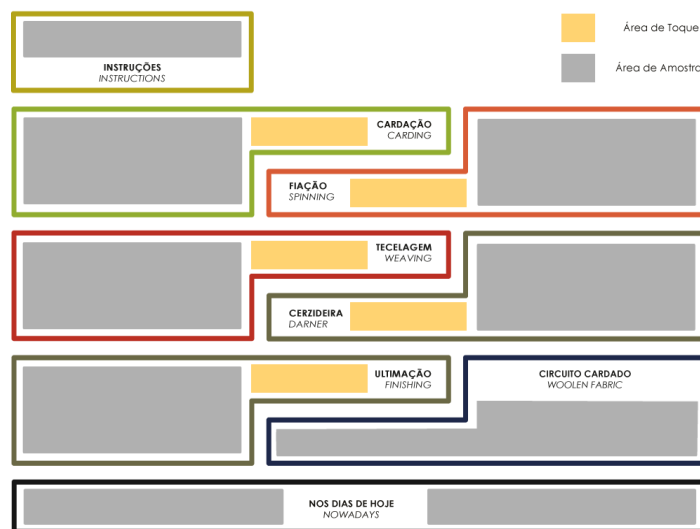 Área de Toque
INSTRUÇÕES
INSTRUCTIONS
Área de Amostra
CARDAÇÃO
CARDING
FIAÇÃO
SPINNING
TECELAGEM
WEAVING
CERZIDEIRA
DARNER
ULTIMAÇÃO
FINISHING
CIRCUITO CARDADO
WOOLEN FABRIC
NOS DIAS DE HOJE
NOWADAYS